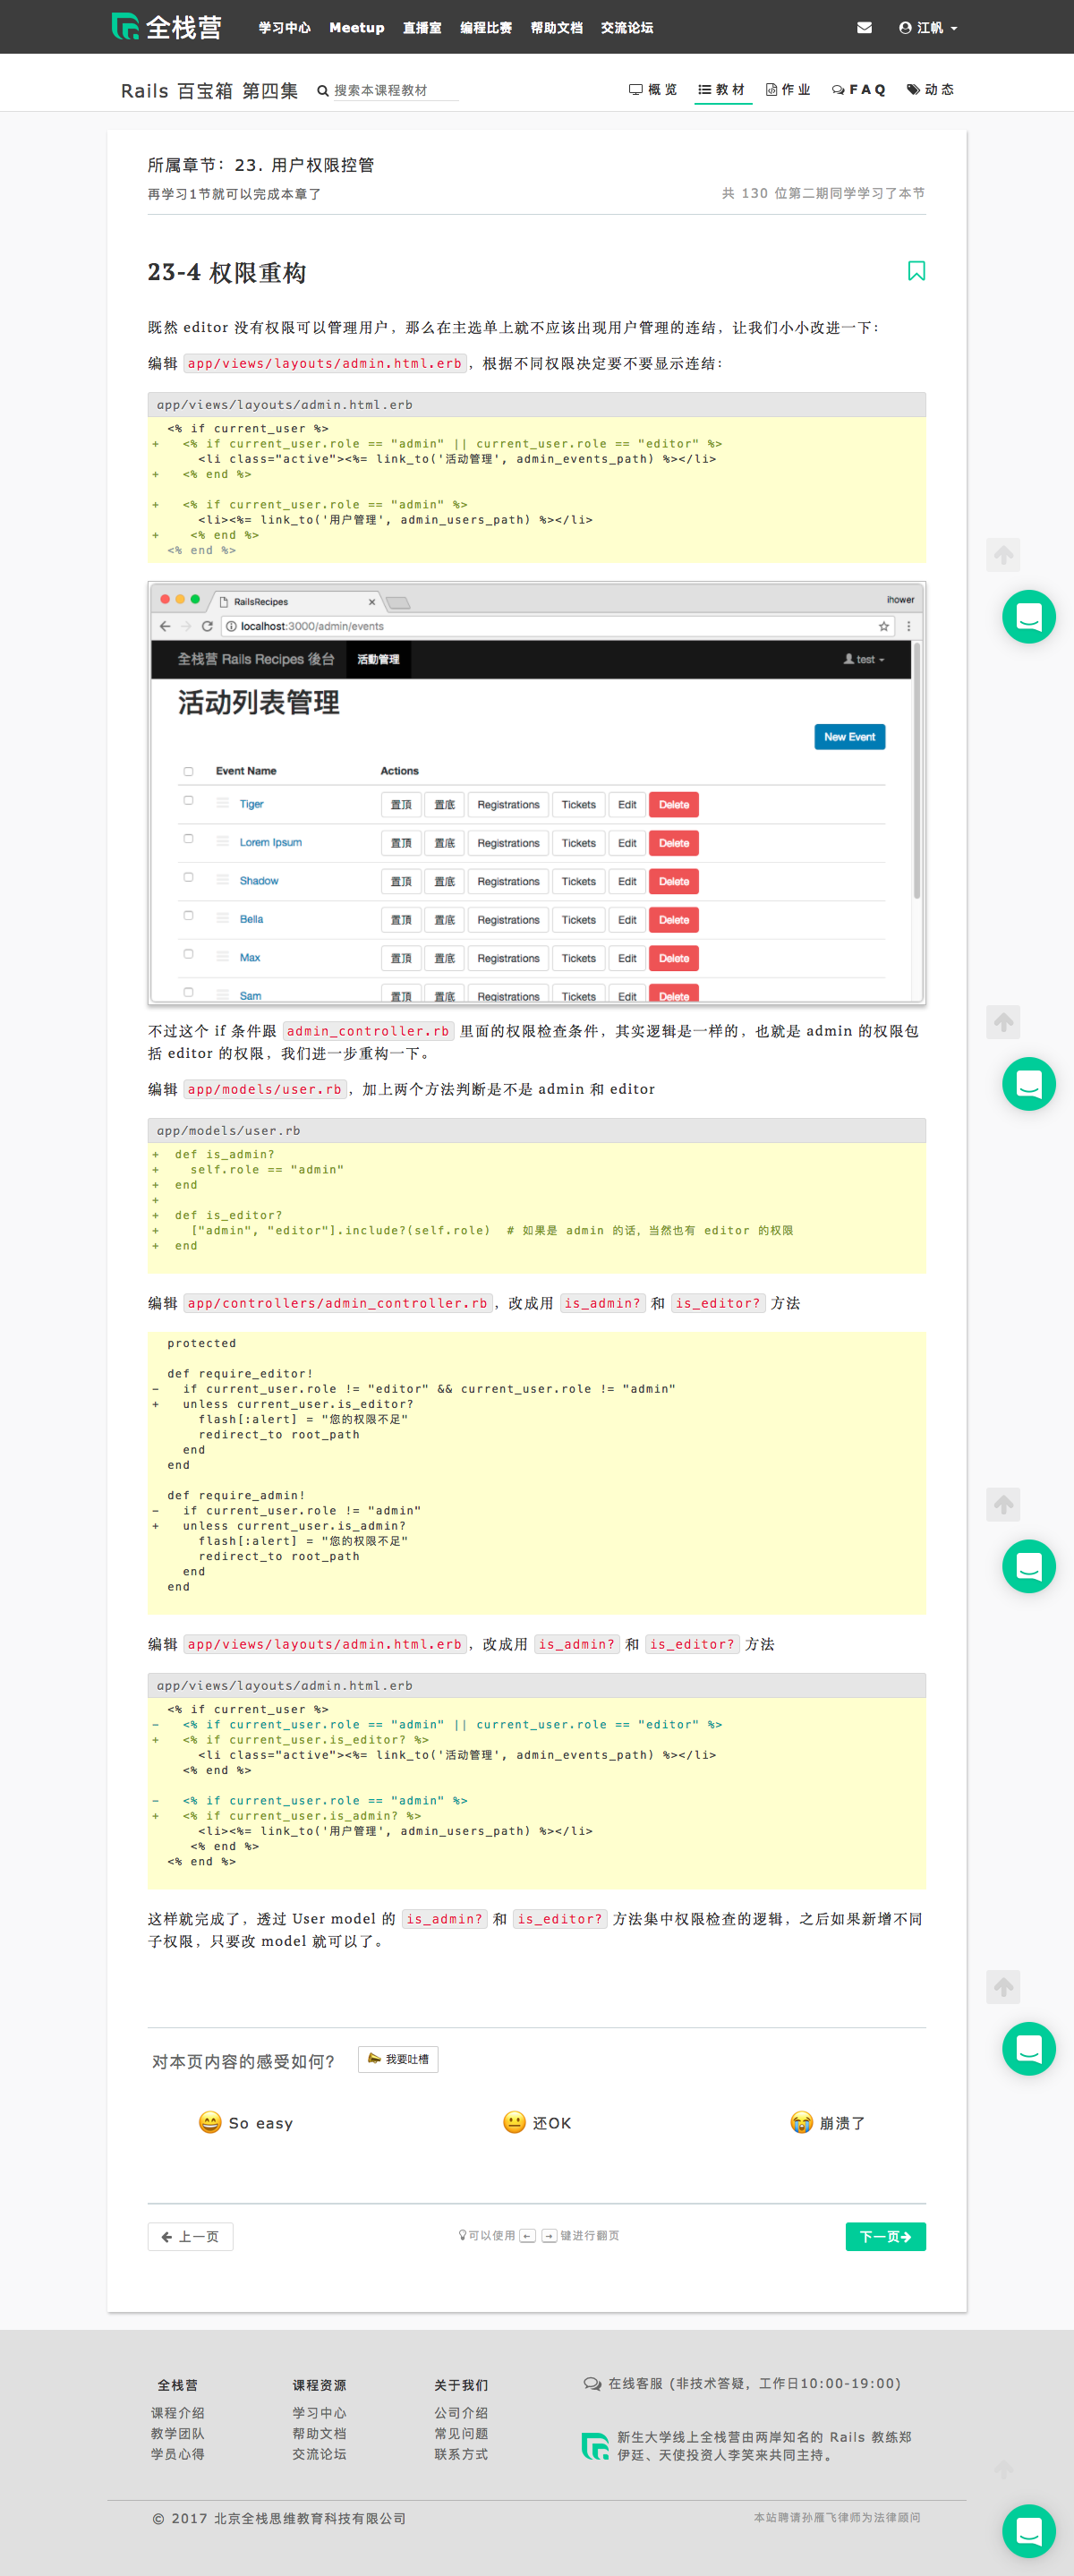 全栈营 学习中心 Meetup 直播室 编程比赛 帮助文档 交流论坛 江帆
Rails 百宝箱 第四集 搜索本课程教材 概览 教材 作业 FAQ 动态
所属章节：23. 用户权限控管
再学习1节就可以完成本章了 共 130 位第二期同学学习了本节
23-4 权限重构
既然 editor 没有权限可以管理用户，那么在主选单上就不应该出现用户管理的连结，让我们小小改进一下：
编辑 app/views/layouts/admin.html.erb，根据不同权限决定要不要显示连结：
app/views/layouts/admin.html.erb
  <% if current_user %>
+   <% if current_user.role == "admin" || current_user.role == "editor" %>
      <li class="active"><%= link_to('活动管理', admin_events_path) %></li>
+   <% end %>
+   <% if current_user.role == "admin" %>
      <li><%= link_to('用户管理', admin_users_path) %></li>
+    <% end %>
  <% end %>
RailsRecipes ihower
localhost:3000/admin/events
全栈营 Rails Recipes 後台 活動管理 test
活动列表管理
New Event
Event Name Actions
Tiger 置顶 置底 Registrations Tickets Edit Delete
Lorem Ipsum 置顶 置底 Registrations Tickets Edit Delete
Shadow 置顶 置底 Registrations Tickets Edit Delete
Bella 置顶 置底 Registrations Tickets Edit Delete
Max 置顶 置底 Registrations Tickets Edit Delete
Sam 置顶 置底 Registrations Tickets Edit Delete
不过这个 if 条件跟 admin_controller.rb 里面的权限检查条件，其实逻辑是一样的，也就是 admin 的权限包
括 editor 的权限，我们进一步重构一下。
编辑 app/models/user.rb，加上两个方法判断是不是 admin 和 editor
app/models/user.rb
+  def is_admin?
+    self.role == "admin"
+  end
+
+  def is_editor?
+    ["admin", "editor"].include?(self.role)  # 如果是 admin 的话，当然也有 editor 的权限
+  end
编辑 app/controllers/admin_controller.rb，改成用 is_admin? 和 is_editor? 方法
  protected
  def require_editor!
-   if current_user.role != "editor" && current_user.role != "admin"
+   unless current_user.is_editor?
      flash[:alert] = "您的权限不足"
      redirect_to root_path
    end
  end
  def require_admin!
-   if current_user.role != "admin"
+   unless current_user.is_admin?
      flash[:alert] = "您的权限不足"
      redirect_to root_path
    end
  end
编辑 app/views/layouts/admin.html.erb，改成用 is_admin? 和 is_editor? 方法
app/views/layouts/admin.html.erb
  <% if current_user %>
-   <% if current_user.role == "admin" || current_user.role == "editor" %>
+   <% if current_user.is_editor? %>
      <li class="active"><%= link_to('活动管理', admin_events_path) %></li>
    <% end %>
-   <% if current_user.role == "admin" %>
+   <% if current_user.is_admin? %>
      <li><%= link_to('用户管理', admin_users_path) %></li>
     <% end %>
  <% end %>
这样就完成了，透过 User model 的 is_admin? 和 is_editor? 方法集中权限检查的逻辑，之后如果新增不同
子权限，只要改 model 就可以了。
对本页内容的感受如何? 我要吐槽
So easy 还OK 崩溃了
← 上一页 可以使用 ← → 键进行翻页 下一页→
全栈营 课程资源 关于我们 在线客服 (非技术答疑，工作日10:00-19:00)
课程介绍 学习中心 公司介绍
教学团队 帮助文档 常见问题 新生大学线上全栈营由两岸知名的 Rails 教练郑
学员心得 交流论坛 联系方式 伊廷、天使投资人李笑来共同主持。
© 2017 北京全栈思维教育科技有限公司 本站聘请孙雁飞律师为法律顾问